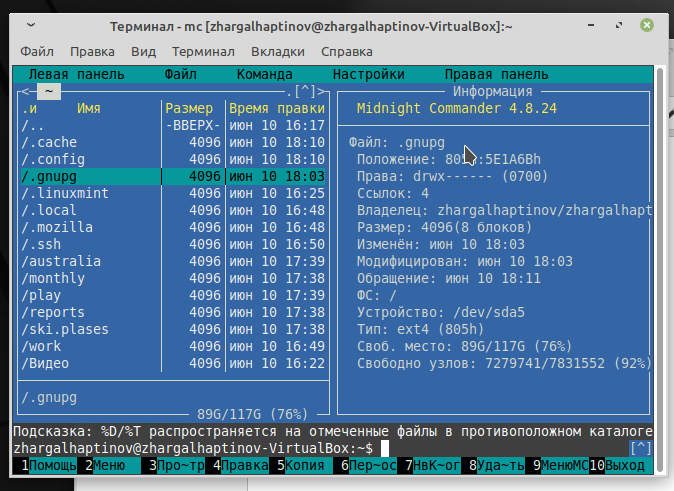 Терминал - mc [zhargalhaptinov@zhargalhaptinov-VirtualBox]:~
Файл Правка Вид Терминал Вкладки Справка
Левая панель Файл Команда Настройки Правая панель
<─ ~ .[^]>
.и Имя Размер Время правки
/.. -ВВЕРХ- июн 10 16:17
/.cache 4096 июн 10 18:10
/.config 4096 июн 10 18:10
/.gnupg 4096 июн 10 18:03
/.linuxmint 4096 июн 10 16:25
/.local 4096 июн 10 16:48
/.mozilla 4096 июн 10 16:48
/.ssh 4096 июн 10 16:50
/australia 4096 июн 10 17:39
/monthly 4096 июн 10 17:38
/play 4096 июн 10 17:39
/reports 4096 июн 10 17:38
/ski.plases 4096 июн 10 17:38
/work 4096 июн 10 16:49
/Видео 4096 июн 10 16:22
/.gnupg
89G/117G (76%)
Информация
Midnight Commander 4.8.24
Файл: .gnupg
Положение: :5E1A6Bh
Права: drwx------ (0700)
Ссылок: 4
Владелец: zhargalhaptinov/zhargalhapt
Размер: 4096(8 блоков)
Изменён: июн 10 18:03
Модифицирован: июн 10 18:03
Обращение: июн 10 18:11
ФС: /
Устройство: /dev/sda5
Тип: ext4 (805h)
Своб. место: 89G/117G (76%)
Свободно узлов: 7279741/7831552 (92%)
Подсказка: %D/%T распространяется на отмеченные файлы в противоположном каталоге
zhargalhaptinov@zhargalhaptinov-VirtualBox:~$ [^]
1Помощь 2Меню 3Про~тр 4Правка 5Копия 6Пер~ос 7НвК~ог 8Уда~ть 9МенюMC 10Выход